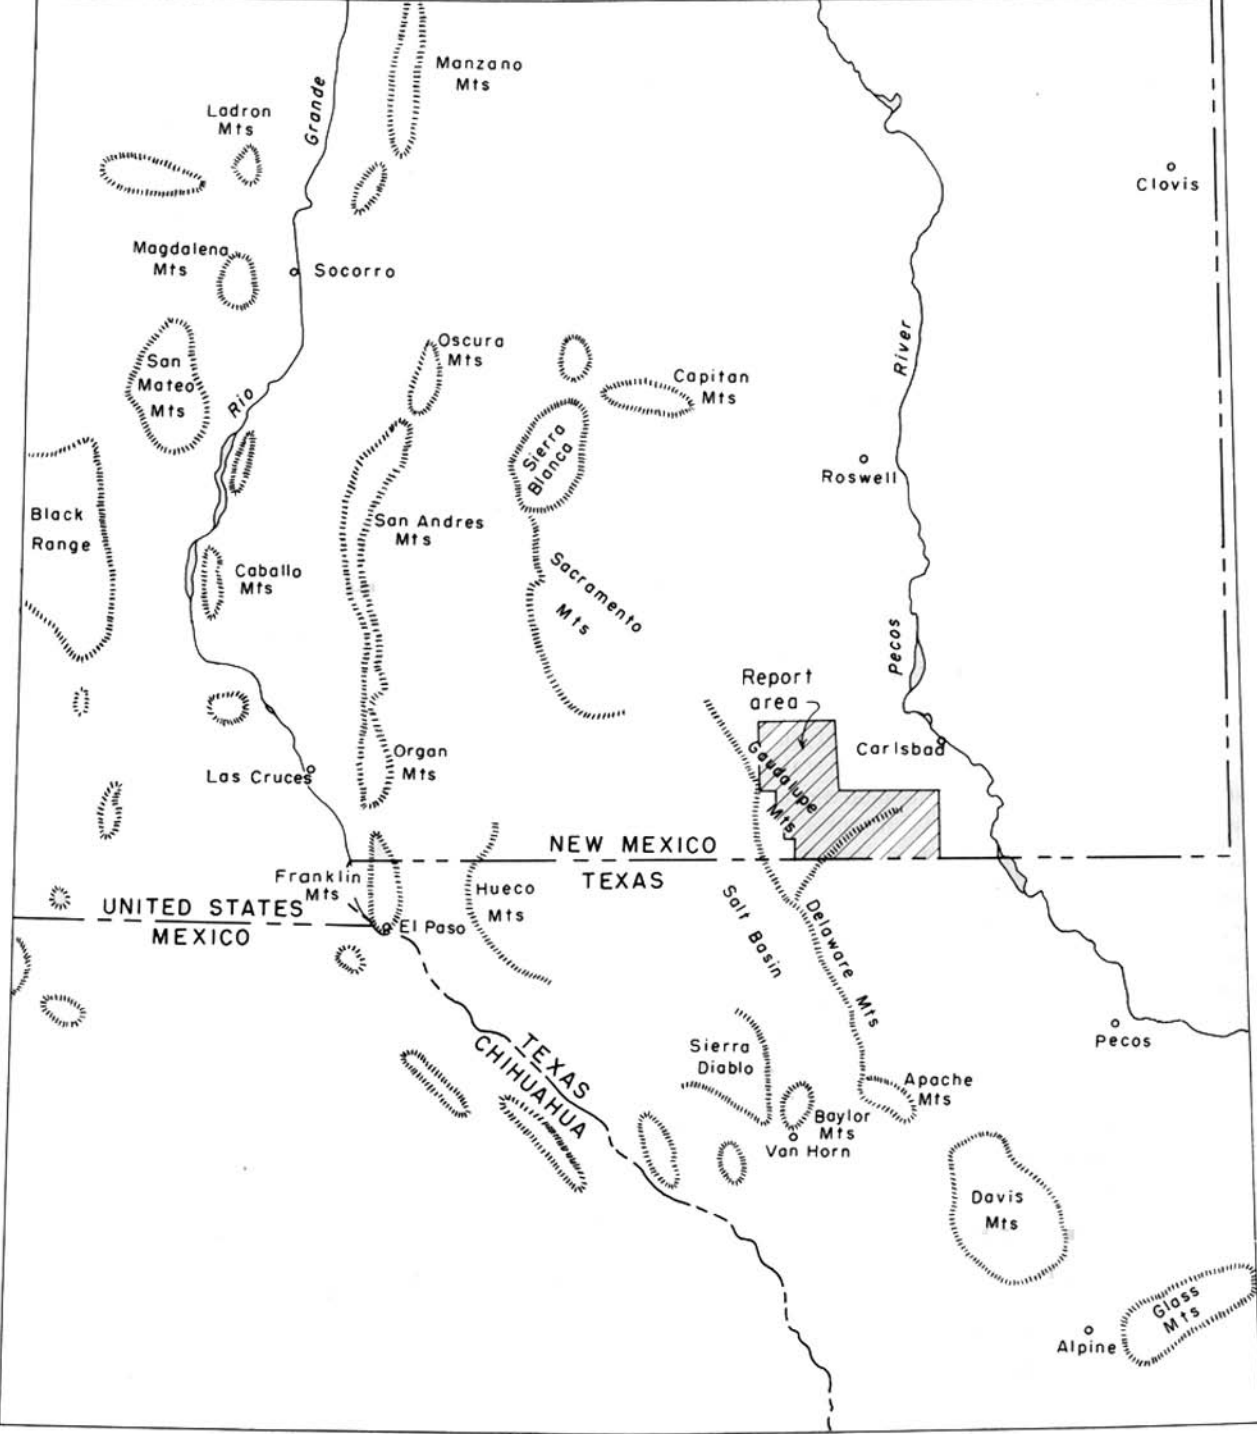 Manzano
Mts
Grande
Ladron
Mts
Clovis
Magdalena
Mts
Socorro
Oscura
Mts
River
San
Mateo
Mts
Capitan
Mts
Rio
Sierra
Blanca
Roswell
Black
Range
San Andres
Mts
Caballo
Mts
Sacramento
Mts
Pecos
Report
area
Carlsbad
Gaudalupe
Mts
Organ
Mts
Las Cruces
NEW MEXICO
TEXAS
Franklin
Mts
Hueco
Mts
UNITED STATES
MEXICO
El Paso
Salt Basin
Delaware Mts
Pecos
TEXAS
CHIHUAHUA
Sierra
Diablo
Apache
Mts
Baylor
Mts
Van Horn
Davis
Mts
Glass
Mts
Alpine